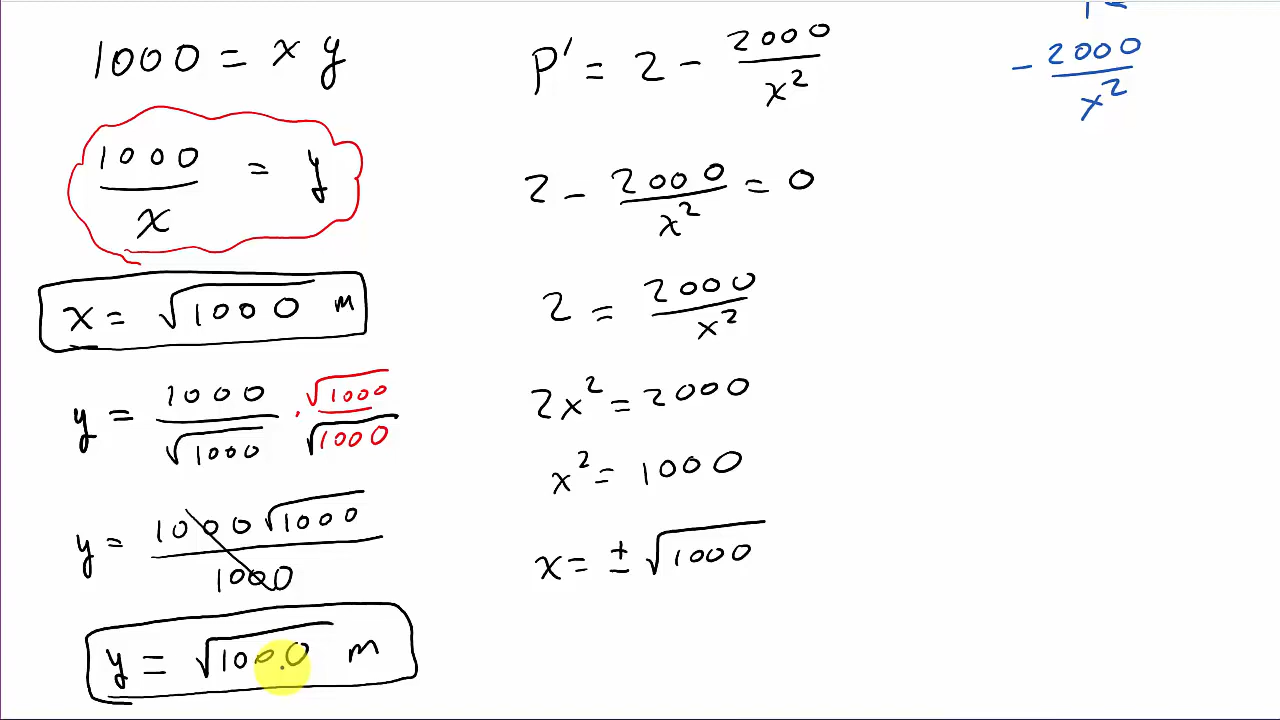 1000 = x y
1000/x = y
x = √1000 m
y = 1000/√1000 · √1000/√1000
y = 1000√1000/1000
y = √1000 m
P' = 2 - 2000/x²
2 - 2000/x² = 0
2 = 2000/x²
2x² = 2000
x² = 1000
x = ± √1000
- 2000/x²